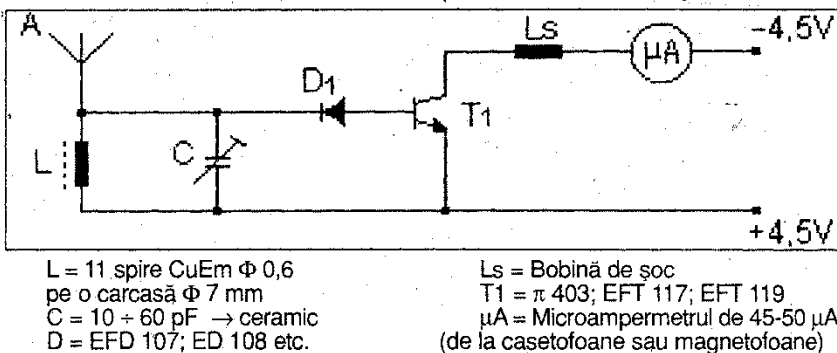 A
Ls
-4,5V
μA
D1
T1
L
C
+4,5V
L = 11 spire CuEm Φ 0,6
pe o carcasă Φ 7 mm
C = 10 ÷ 60 pF → ceramic
D = EFD 107; ED 108 etc.
Ls = Bobină de șoc
T1 = π 403; EFT 117; EFT 119
μA = Microampermetrul de 45-50 μA
(de la casetofoane sau magnetofoane)